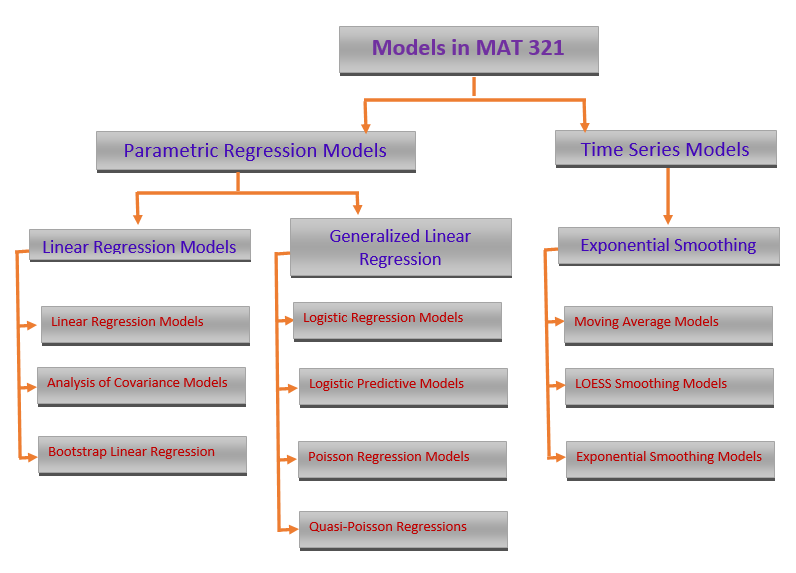 Models in MAT 321
Parametric Regression Models
Time Series Models
Linear Regression Models
Generalized Linear
Regression
Exponential Smoothing
Linear Regression Models
Analysis of Covariance Models
Bootstrap Linear Regression
Logistic Regression Models
Logistic Predictive Models
Poisson Regression Models
Quasi-Poisson Regressions
Moving Average Models
LOESS Smoothing Models
Exponential Smoothing Models